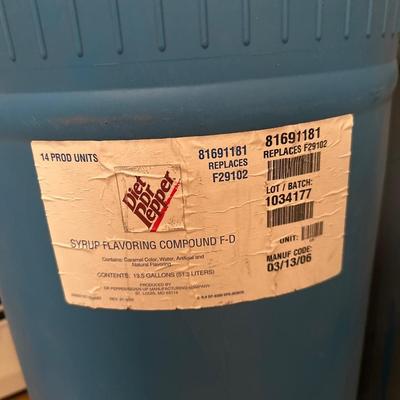 14 PROD UNITS
Diet
Dr
Pepper
81691181
REPLACES
F29102
81691181
REPLACES F29102
LOT / BATCH:
1034177
SYRUP FLAVORING COMPOUND F-D
Contains: Caramel Color, Water, Artificial and
Natural Flavoring
UNIT:
CONTENTS: 13.5 GALLONS (51.3 LITERS)
MANUF CODE:
03/13/06
PRODUCED BY
DR PEPPER/SEVEN UP MANUFACTURING COMPANY
ST. LOUIS, MO